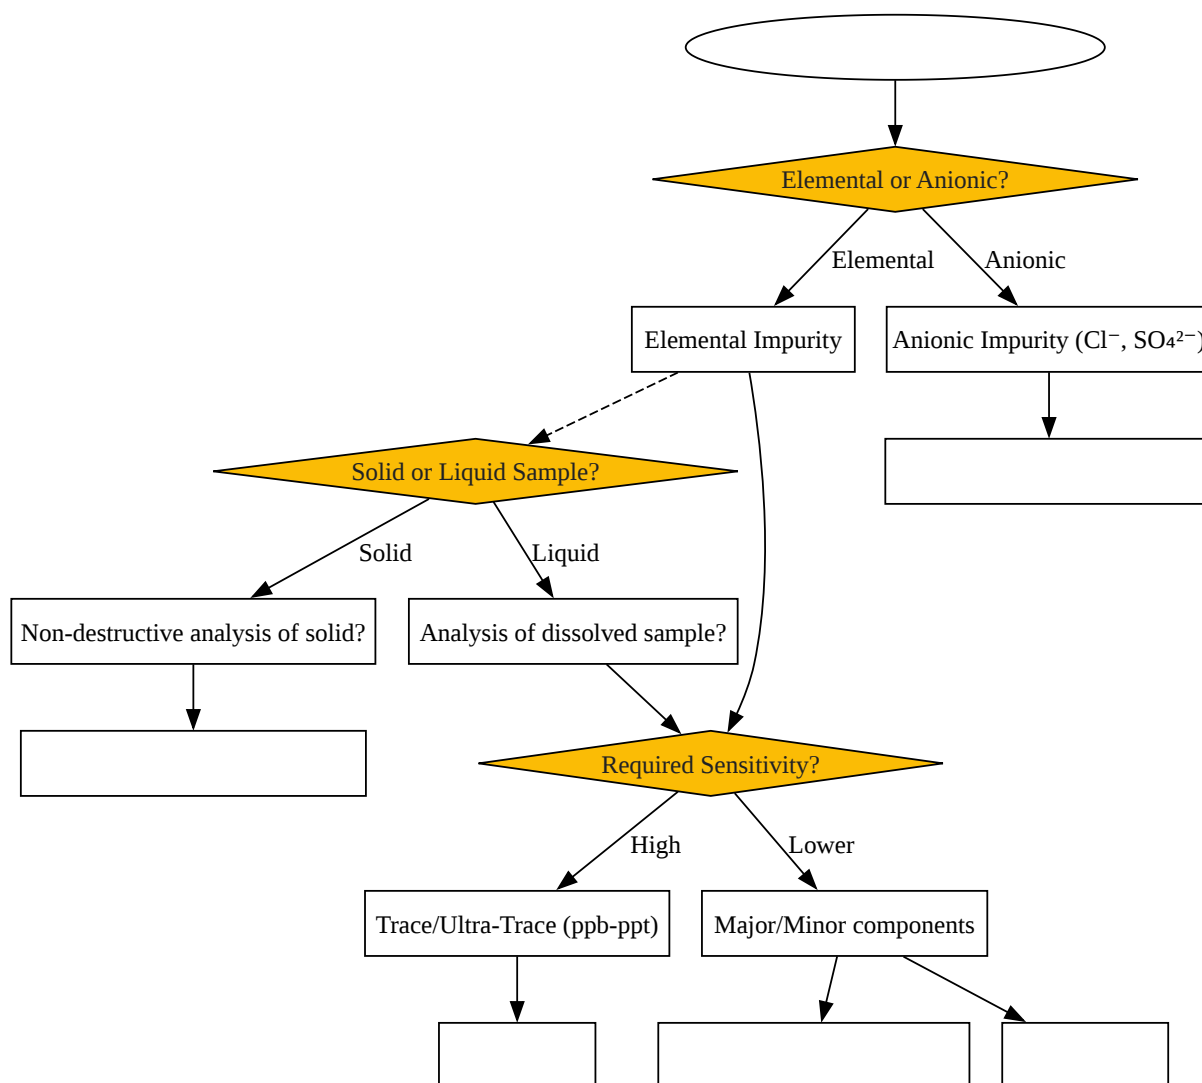 Elemental or Anionic?
Elemental
Anionic
Elemental Impurity
Anionic Impurity (Cl⁻, SO₄²⁻)
Solid or Liquid Sample?
Solid
Liquid
Non-destructive analysis of solid?
Analysis of dissolved sample?
Required Sensitivity?
High
Lower
Trace/Ultra-Trace (ppb-ppt)
Major/Minor components